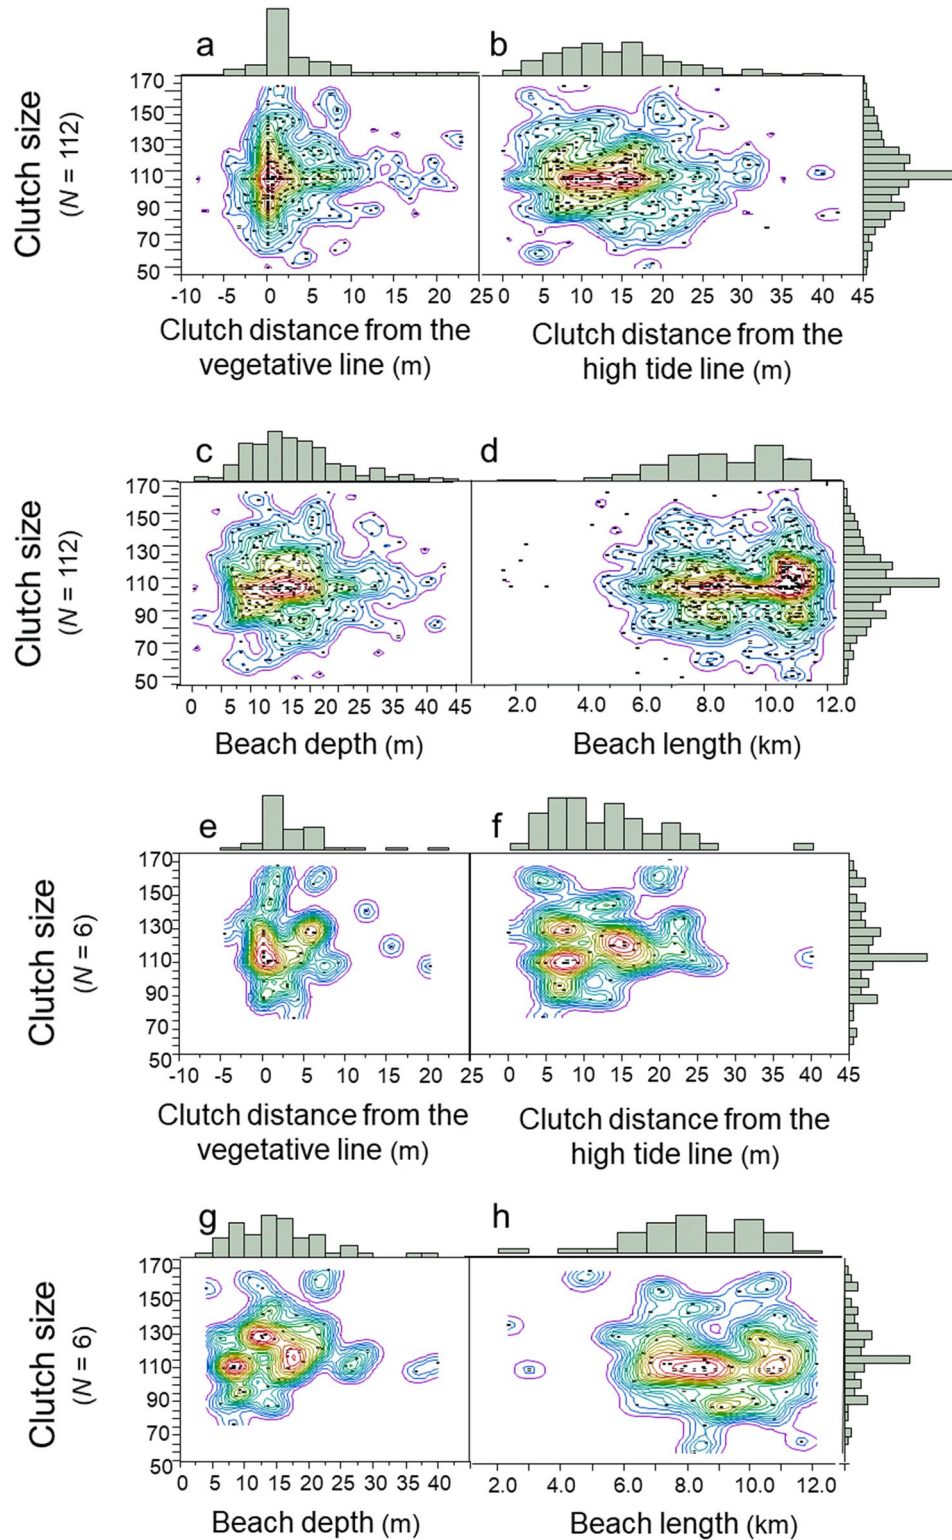 a
b
170
150
130
110
90
70
50
Clutch size
(N = 112)
-10 -5 0 5 10 15 20 25
0 5 10 15 20 25 30 35 40 45
Clutch distance from the
vegetative line (m)
Clutch distance from the
high tide line (m)
c
d
170
150
130
110
90
70
50
Clutch size
(N = 112)
0 5 10 15 20 25 30 35 40 45
2.0 4.0 6.0 8.0 10.0 12.0
Beach depth (m)
Beach length (km)
e
f
170
150
130
110
90
70
50
Clutch size
(N = 6)
-10 -5 0 5 10 15 20 25
0 5 10 15 20 25 30 35 40 45
Clutch distance from the
vegetative line (m)
Clutch distance from the
high tide line (m)
g
h
170
150
130
110
90
70
50
Clutch size
(N = 6)
0 5 10 15 20 25 30 35 40 45
2.0 4.0 6.0 8.0 10.0 12.0
Beach depth (m)
Beach length (km)